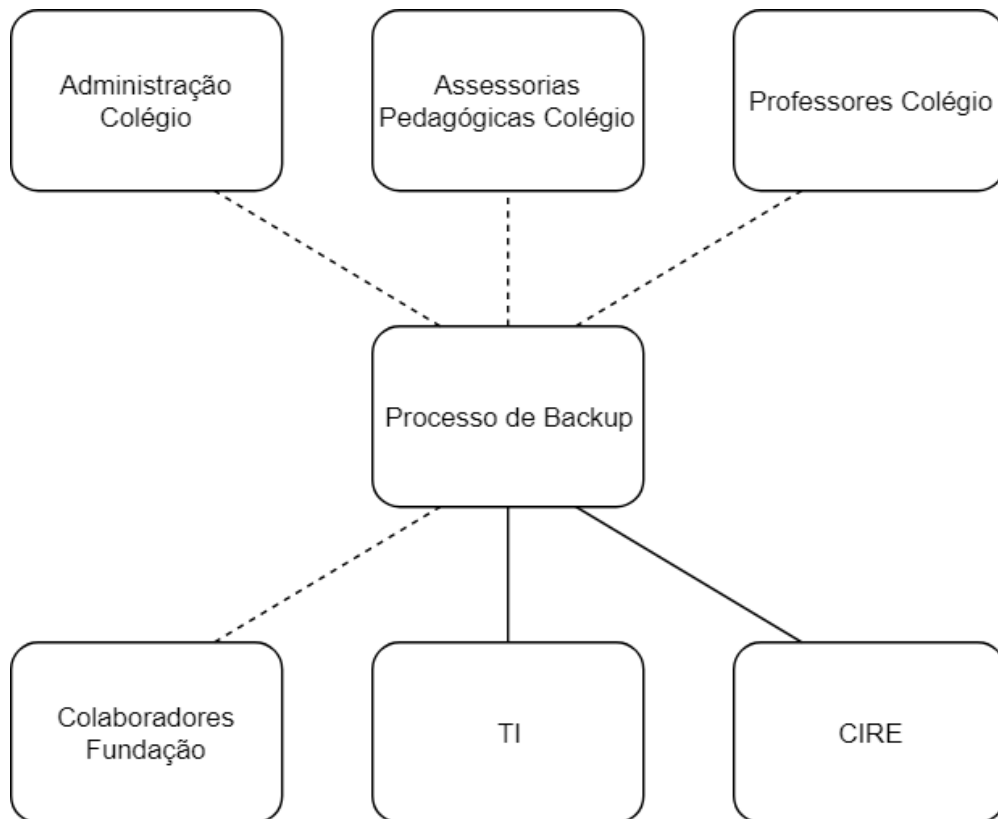 Administração
Colégio
Assessorias
Pedagógicas Colégio
Professores Colégio
Processo de Backup
Colaboradores
Fundação
TI
CIRE